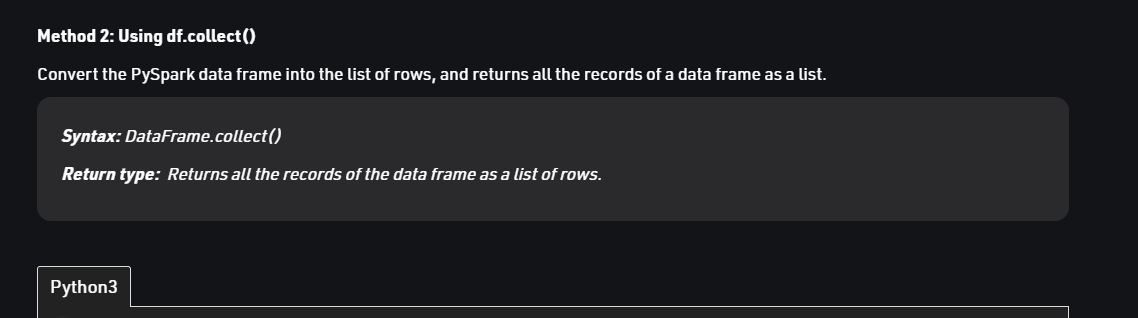 Method 2: Using df.collect()
Convert the PySpark data frame into the list of rows, and returns all the records of a data frame as a list.
Syntax: DataFrame.collect()
Return type: Returns all the records of the data frame as a list of rows.
Python3